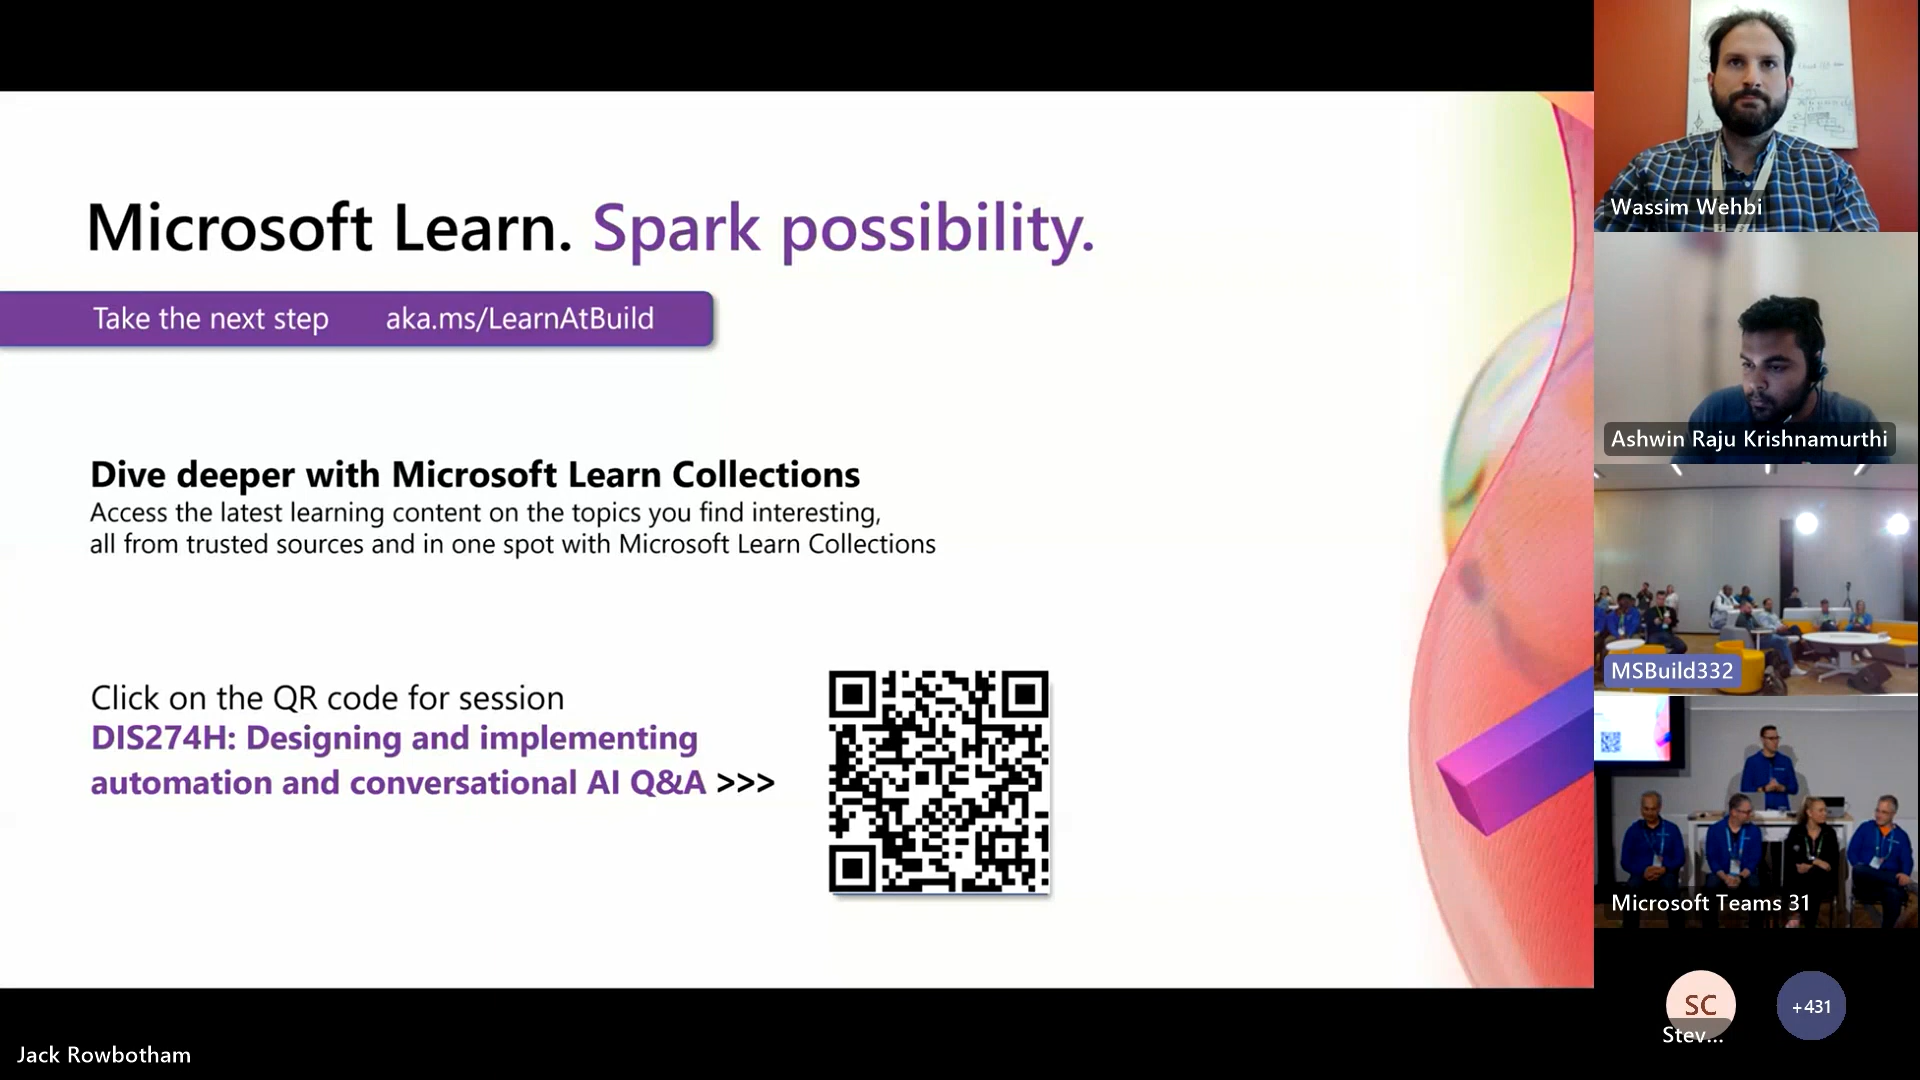 Microsoft Learn. Spark possibility.
Take the next step aka.ms/LearnAtBuild
Dive deeper with Microsoft Learn Collections
Access the latest learning content on the topics you find interesting,
all from trusted sources and in one spot with Microsoft Learn Collections
Click on the QR code for session
DIS274H: Designing and implementing
automation and conversational AI Q&A >>>
Jack Rowbotham
Wassim Wehbi
Ashwin Raju Krishnamurthi
MSBuild332
Microsoft Teams 31
SC
Stev...
+431